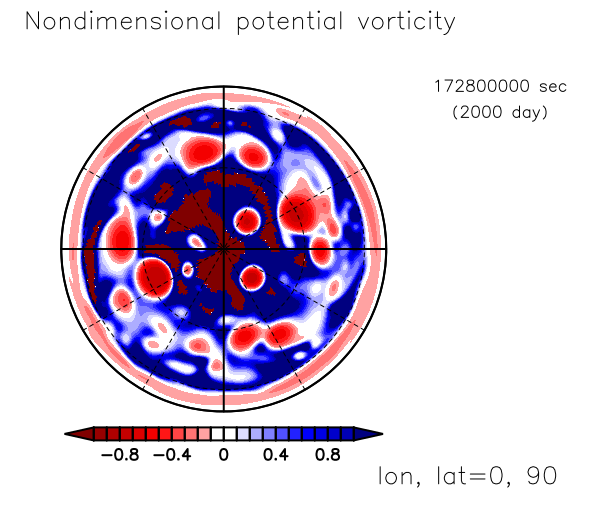 Nondimensional potential vorticity
172800000 sec
(2000 day)
−0.8 −0.4 0 0.4 0.8
lon, lat=0, 90